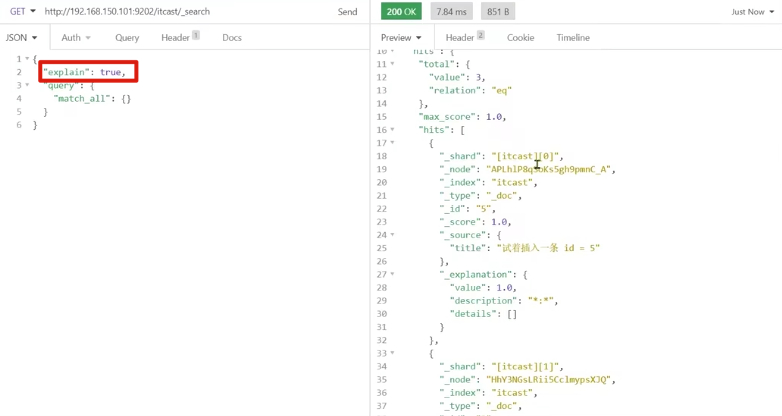 GET http://192.168.150.101:9202/itcast/_search Send
200 OK 7.84 ms 851 B Just Now
JSON Auth Query Header 1 Docs
Preview Header 2 Cookie Timeline
1 {
2 "explain": true,
3 "query": {
4 "match_all": {}
5 }
6 }
10 "hits": {
11 "total": {
12 "value": 3,
13 "relation": "eq"
14 },
15 "max_score": 1.0,
16 "hits": [
17 {
18 "_shard": "[itcast][0]",
19 "_node":
20 "_index": "itcast",
21 "_type": "_doc",
22 "_id": "5",
23 "_score": 1.0,
24 "_source": {
25 "title": "试着插入一条 id = 5"
26 },
27 "_explanation": {
28 "value": 1.0,
29 "description": "*:*",
30 "details": []
31 }
32 },
33 {
34 "_shard": "[itcast][1]",
35 "_node": "HhY3NGsLRii5CclmypsXJQ",
36 "_index": "itcast",
37 "_type": "_doc",